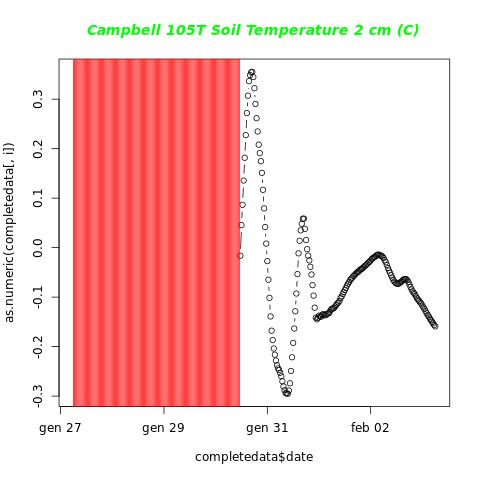 Campbell 105T Soil Temperature 2 cm (C)
as.numeric(completedata[, i])
0.3
0.2
0.1
0.0
-0.1
-0.2
-0.3
gen 27 gen 29 gen 31 feb 02
completedata$date